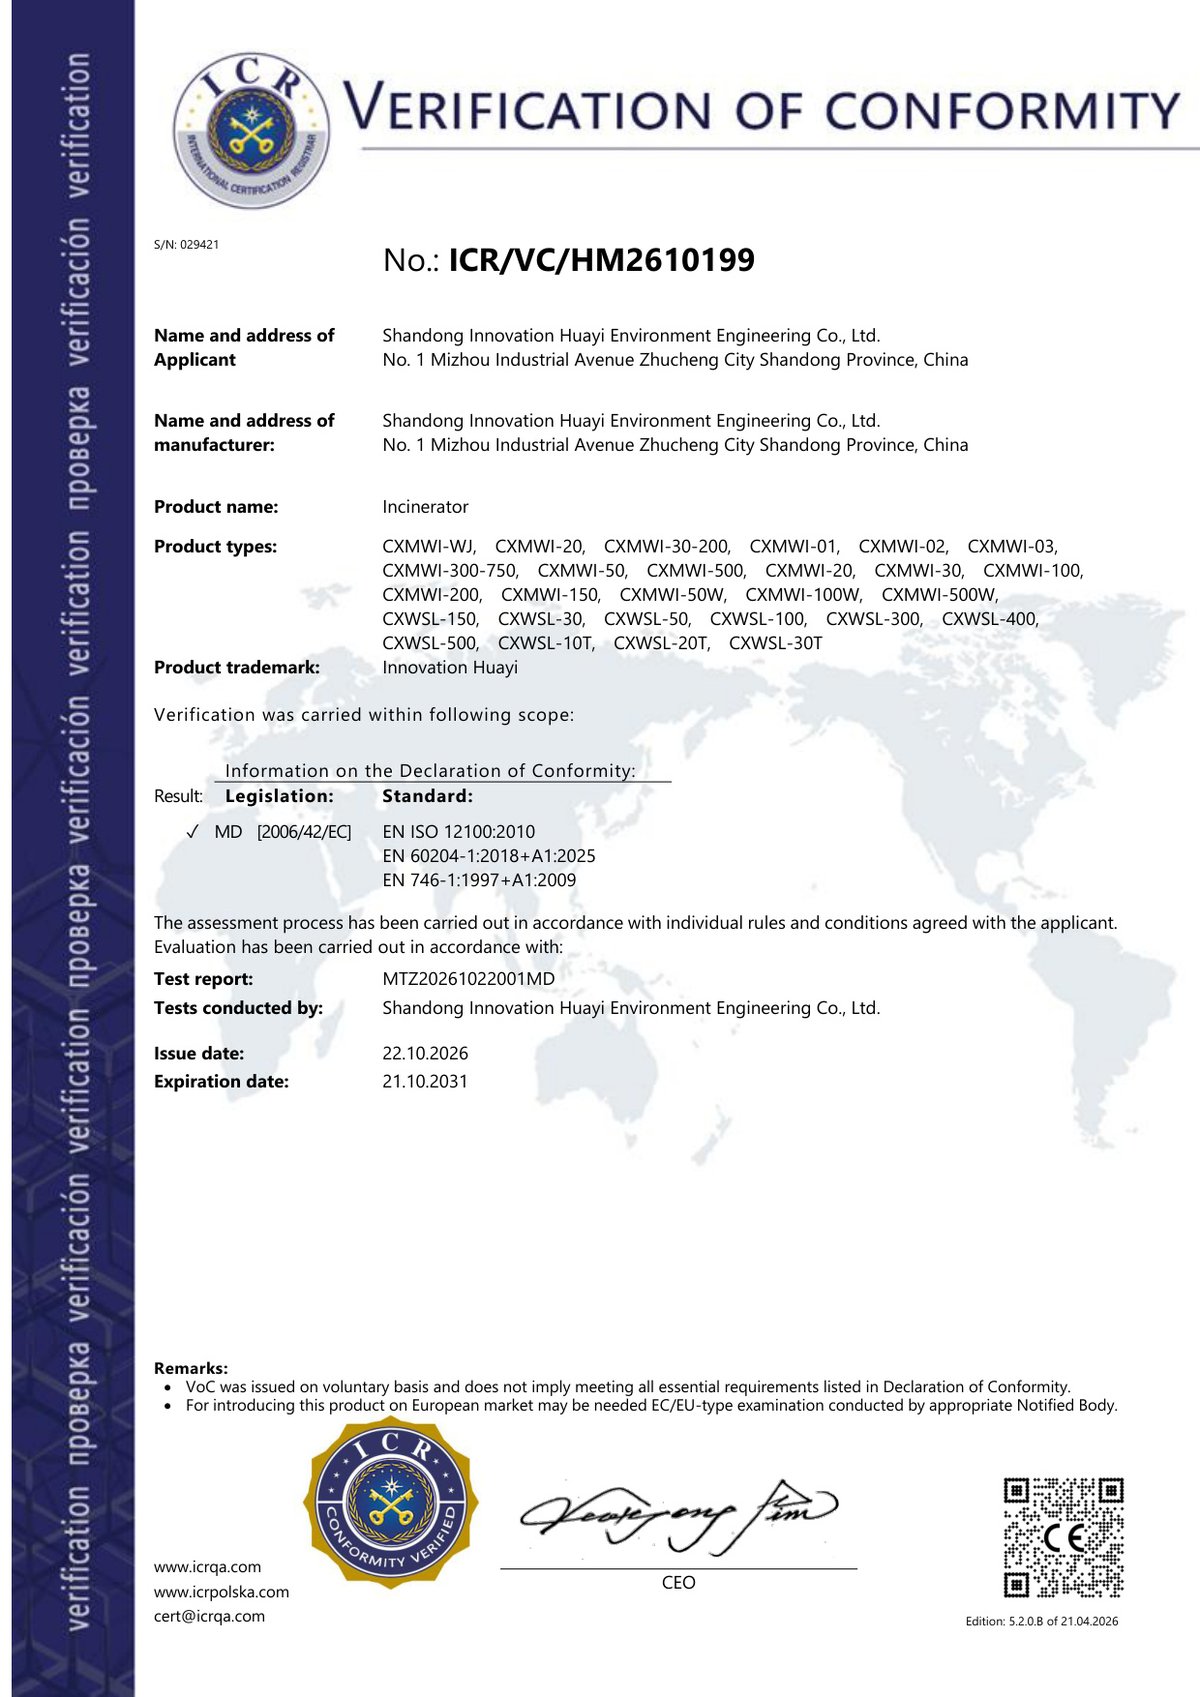 ICR
INTERNATIONAL CERTIFICATION REGISTRAR
VERIFICATION OF CONFORMITY
S/N: 029421
No.: ICR/VC/HM2610199
Name and address of Applicant
Shandong Innovation Huayi Environment Engineering Co., Ltd.
No. 1 Mizhou Industrial Avenue Zhucheng City Shandong Province, China
Name and address of manufacturer:
Shandong Innovation Huayi Environment Engineering Co., Ltd.
No. 1 Mizhou Industrial Avenue Zhucheng City Shandong Province, China
Product name: Incinerator
Product types: CXMWI-WJ, CXMWI-20, CXMWI-30-200, CXMWI-01, CXMWI-02, CXMWI-03,
CXMWI-300-750, CXMWI-50, CXMWI-500, CXMWI-20, CXMWI-30, CXMWI-100,
CXMWI-200, CXMWI-150, CXMWI-50W, CXMWI-100W, CXMWI-500W,
CXWSL-150, CXWSL-30, CXWSL-50, CXWSL-100, CXWSL-300, CXWSL-400,
CXWSL-500, CXWSL-10T, CXWSL-20T, CXWSL-30T
Product trademark: Innovation Huayi
Verification was carried within following scope:
Information on the Declaration of Conformity:
Result: Legislation: Standard:
✓ MD [2006/42/EC] EN ISO 12100:2010
EN 60204-1:2018+A1:2025
EN 746-1:1997+A1:2009
The assessment process has been carried out in accordance with individual rules and conditions agreed with the applicant.
Evaluation has been carried out in accordance with:
Test report: MTZ20261022001MD
Tests conducted by: Shandong Innovation Huayi Environment Engineering Co., Ltd.
Issue date: 22.10.2026
Expiration date: 21.10.2031
Remarks:
• VoC was issued on voluntary basis and does not imply meeting all essential requirements listed in Declaration of Conformity.
• For introducing this product on European market may be needed EC/EU-type examination conducted by appropriate Notified Body.
ICR
CONFORMITY VERIFIED
CEO
CE
www.icrqa.com
www.icrpolska.com
cert@icrqa.com
Edition: 5.2.0.B of 21.04.2026
verification проверка verificación verification проверка verificación verification проверка verificación verification